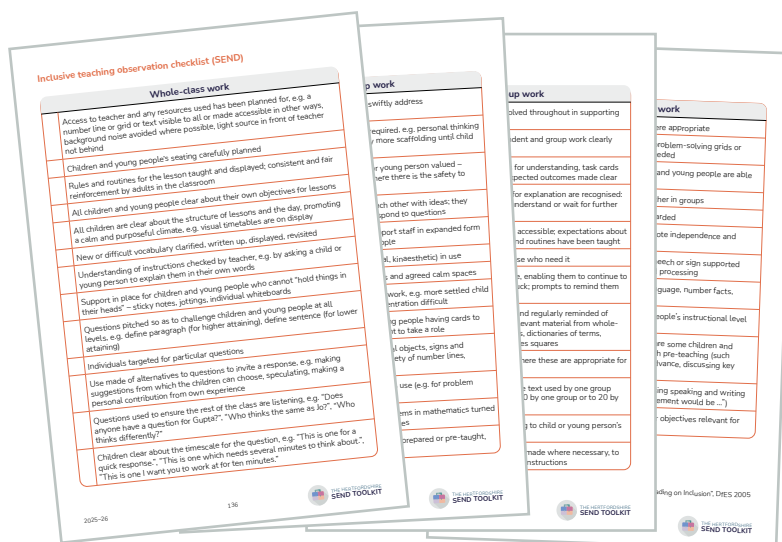 Inclusive teaching observation checklist (SEND)
Whole-class work
Access to teacher and any resources used has been planned for, e.g. a
number line or grid or text visible to all or made accessible in other ways,
background noise avoided where possible, light source in front of teacher
not behind
Children and young people's seating carefully planned
Rules and routines for the lesson taught and displayed; consistent and fair
reinforcement by adults in the classroom
All children and young people clear about their own objectives for lessons
All children are clear about the structure of lessons and the day, promoting
a calm and purposeful climate, e.g. visual timetables are on display
New or difficult vocabulary clarified, written up, displayed, revisited
Understanding of instructions checked by teacher, e.g. by asking a child or
young person to explain them in their own words
Support in place for children and young people who cannot "hold things in
their heads" – sticky notes, jottings, individual whiteboards
Questions pitched so as to challenge children and young people at all
levels, e.g. define paragraph (for higher attaining), define sentence (for lower
attaining)
Individuals targeted for particular questions
Use made of alternatives to questions to invite a response, e.g. making
suggestions from which the children can choose, speculating, making a
personal contribution from own experience
Questions used to ensure the rest of the class are listening, e.g. "Does
anyone have a question for Gupta?", "Who thinks the same as Jo?", "Who
thinks differently?"
Children clear about the timescale for the question, e.g. "This is one for a
quick response.", "This is one which needs several minutes to think about.",
"This is one I want you to work at for ten minutes."
2025–26
136
THE HERTFORDSHIRE
SEND TOOLKIT
p work
swiftly address
required, e.g. personal thinking
y more scaffolding until child
r young person valued –
here there is the safety to
ch other with ideas; they
spond to questions
port staff in expanded form
ople
al, kinaesthetic) in use
s and agreed calm spaces
work, e.g. more settled child
entration difficult
ng people having cards to
t to take a role
al objects, signs and
ety of number lines,
use (e.g. for problem
ems in mathematics turned
es
prepared or pre-taught,
THE HERTFORDSHIRE
SEND TOOLKIT
up work
olved throughout in supporting
dent and group work clearly
for understanding, task cards
pected outcomes made clear
for explanation are recognised:
understand or wait for further
accessible; expectations about
nd routines have been taught
se who need it
e, enabling them to continue to
ck; prompts to remind them
nd regularly reminded of
evant material from whole-
s, dictionaries of terms,
es squares
ere these are appropriate for
e text used by one group
0 by one group or to 20 by
g to child or young person's
made where necessary, to
nstructions
THE HERTFORDSHIRE
SEND TOOLKIT
work
ere appropriate
roblem-solving grids or
eded
and young people are able
her in groups
arded
ote independence and
eech or sign supported
processing
guage, number facts,
eople's instructional level
re some children and
h pre-teaching (such
vance, discussing key
ing speaking and writing
ement would be ...")
objectives relevant for
ding on Inclusion", DfES 2005
THE HERTFORDSHIRE
SEND TOOLKIT